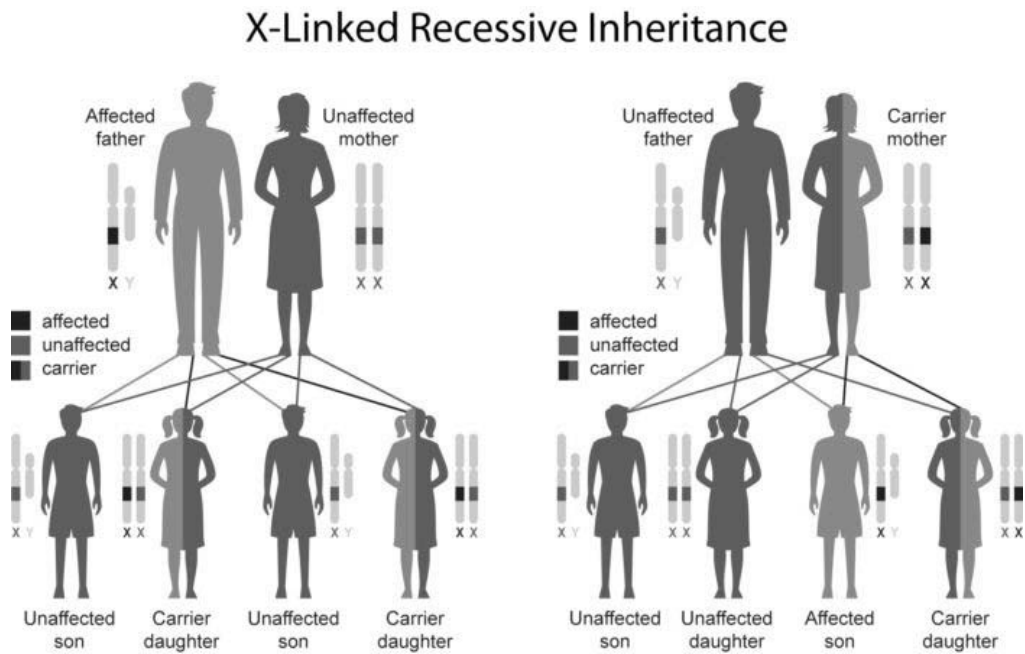 X-Linked Recessive Inheritance
Affected
father
Unaffected
mother
X Y
X X
affected
unaffected
carrier
X Y
X X
X Y
X X
Unaffected
son
Carrier
daughter
Unaffected
son
Carrier
daughter
Unaffected
father
Carrier
mother
X Y
X X
affected
unaffected
carrier
X Y
X X
X Y
X X
Unaffected
son
Unaffected
daughter
Affected
son
Carrier
daughter